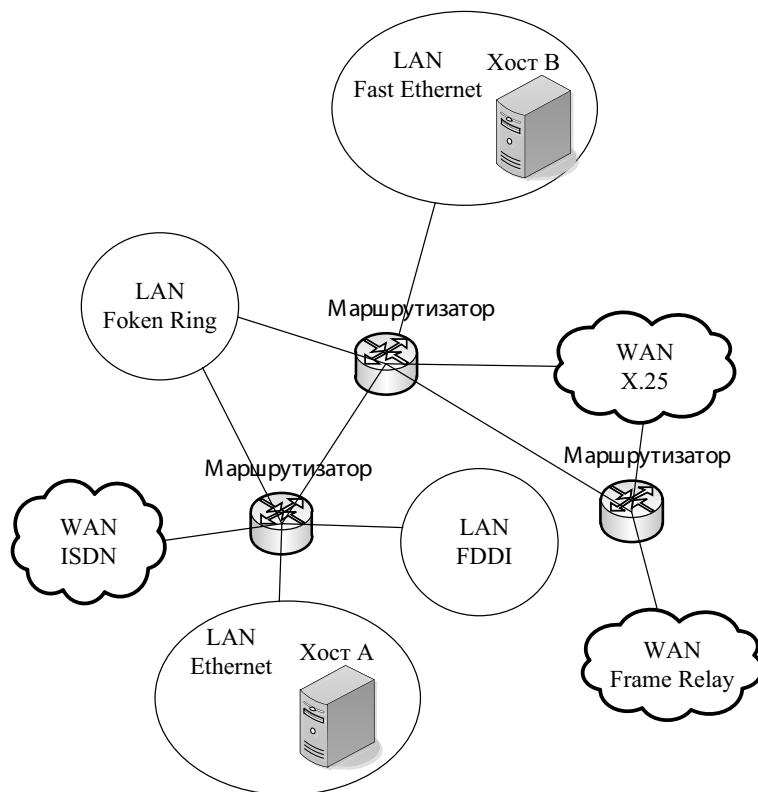 LAN
Fast Ethernet
Хост В
LAN
Foken Ring
Маршрутизатор
WAN
X.25
Маршрутизатор
Маршрутизатор
WAN
ISDN
LAN
FDDI
LAN
Ethernet
Хост А
WAN
Frame Relay